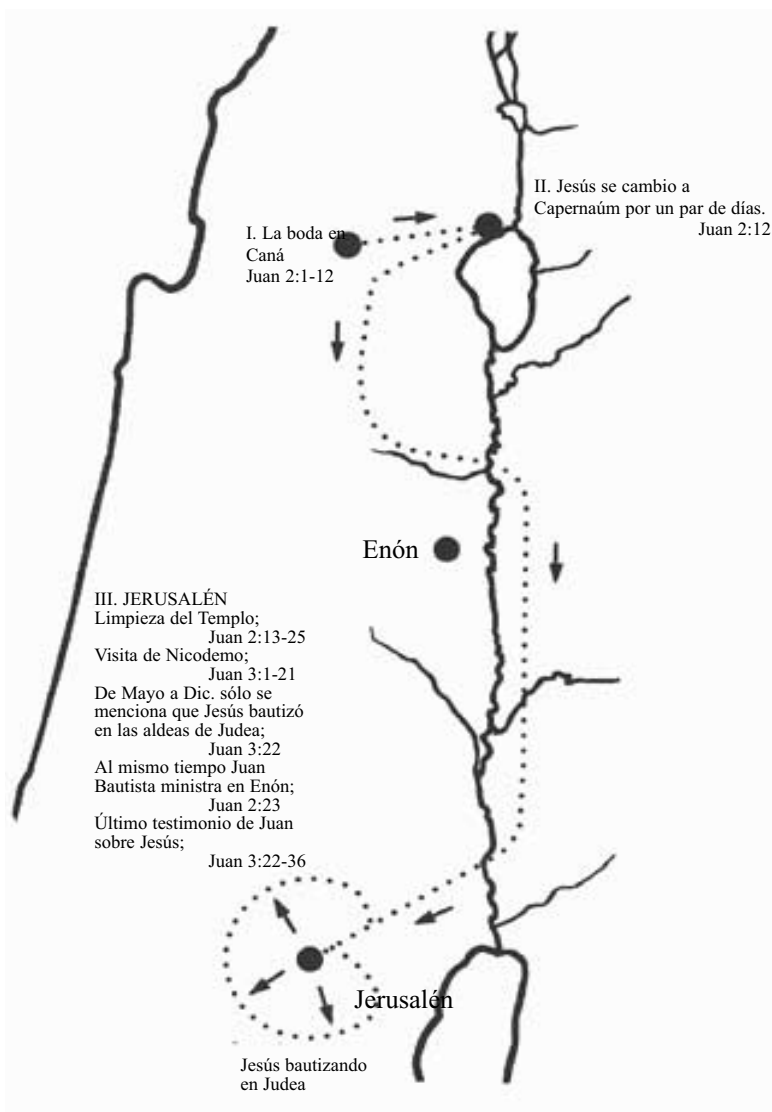 I. La boda en
Caná
Juan 2:1-12
II. Jesús se cambio a
Capernaúm por un par de días.
Juan 2:12
Enón
III. JERUSALÉN
Limpieza del Templo;
Juan 2:13-25
Visita de Nicodemo;
Juan 3:1-21
De Mayo a Dic. sólo se
menciona que Jesús bautizó
en las aldeas de Judea;
Juan 3:22
Al mismo tiempo Juan
Bautista ministra en Enón;
Juan 2:23
Último testimonio de Juan
sobre Jesús;
Juan 3:22-36
Jerusalén
Jesús bautizando
en Judea